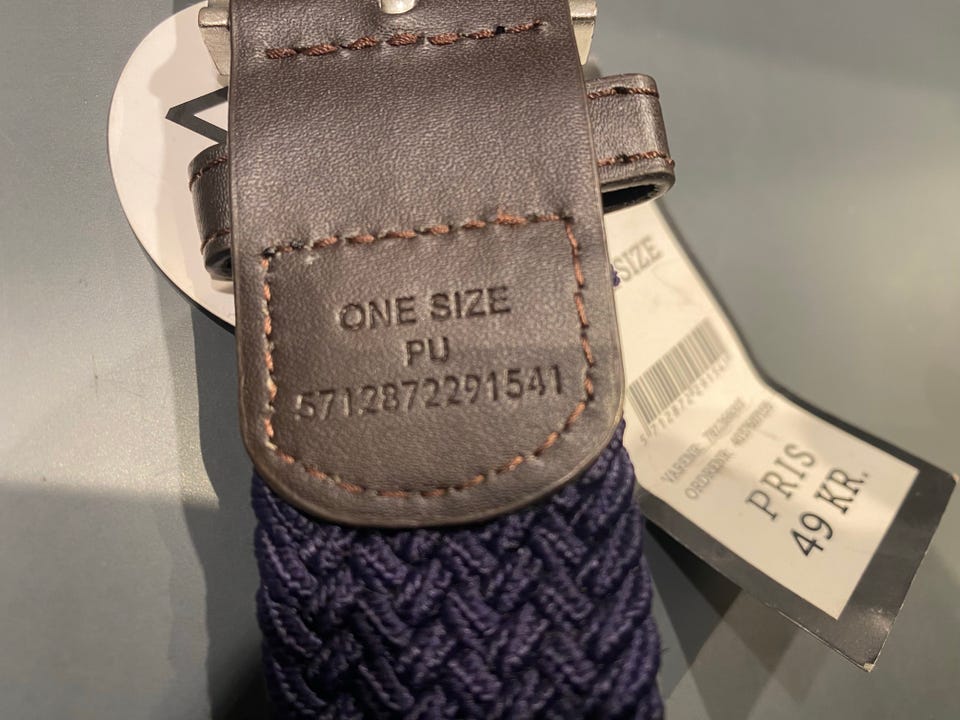 ONE SIZE
PU
5712872291541
SIZE
PRIS
49 KR.